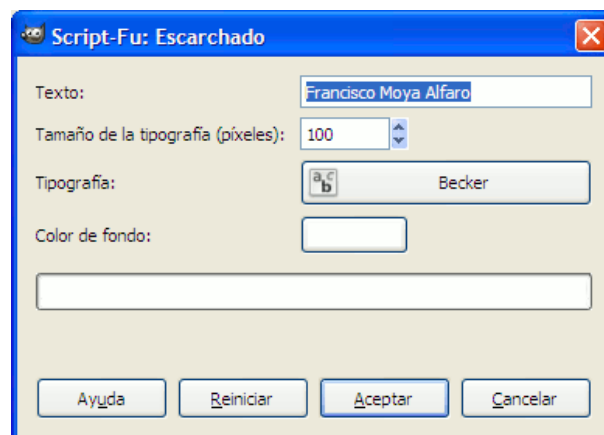 Script-Fu: Escarchado
Texto: Francisco Moya Alfaro
Tamaño de la tipografía (píxeles): 100
Tipografía: abc Becker
Color de fondo:
Ayuda Reiniciar Aceptar Cancelar